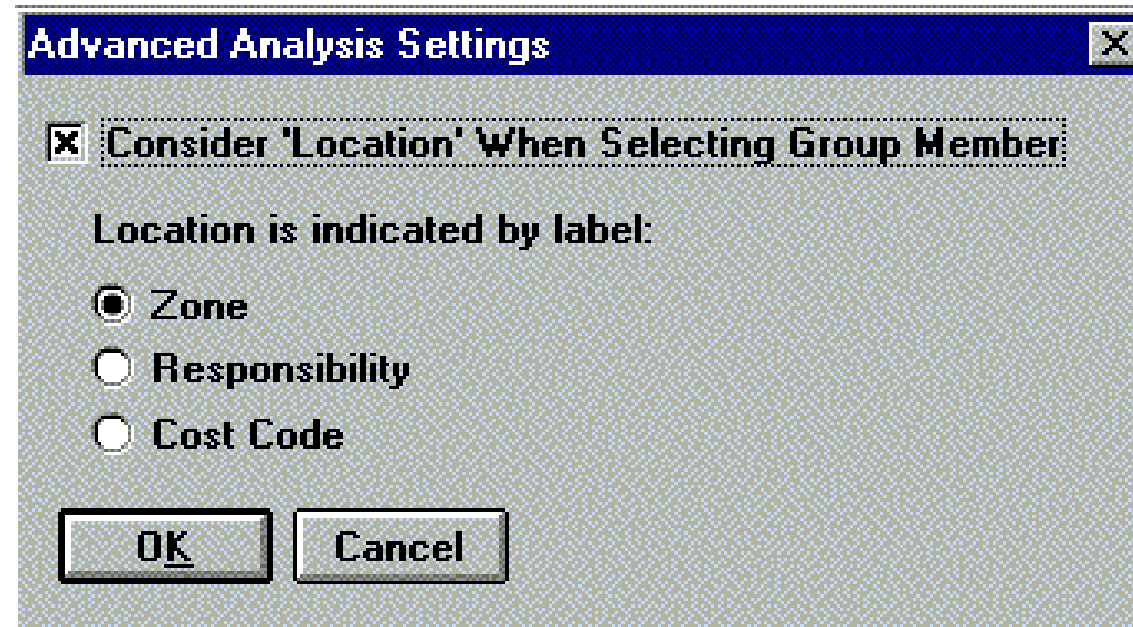 Advanced Analysis Settings
Consider 'Location' When Selecting Group Member
Location is indicated by label:
Zone
Responsibility
Cost Code
OK Cancel